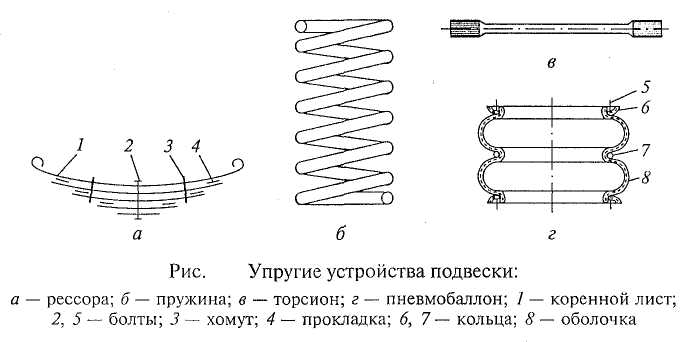 в
5
6
7
8
г
1
2
3
4
а
б
Рис. Упругие устройства подвески:
а — рессора; б — пружина; в — торсион; г — пневмобаллон; 1 — коренной лист;
2, 5 — болты; 3 — хомут; 4 — прокладка; 6, 7 — кольца; 8 — оболочка